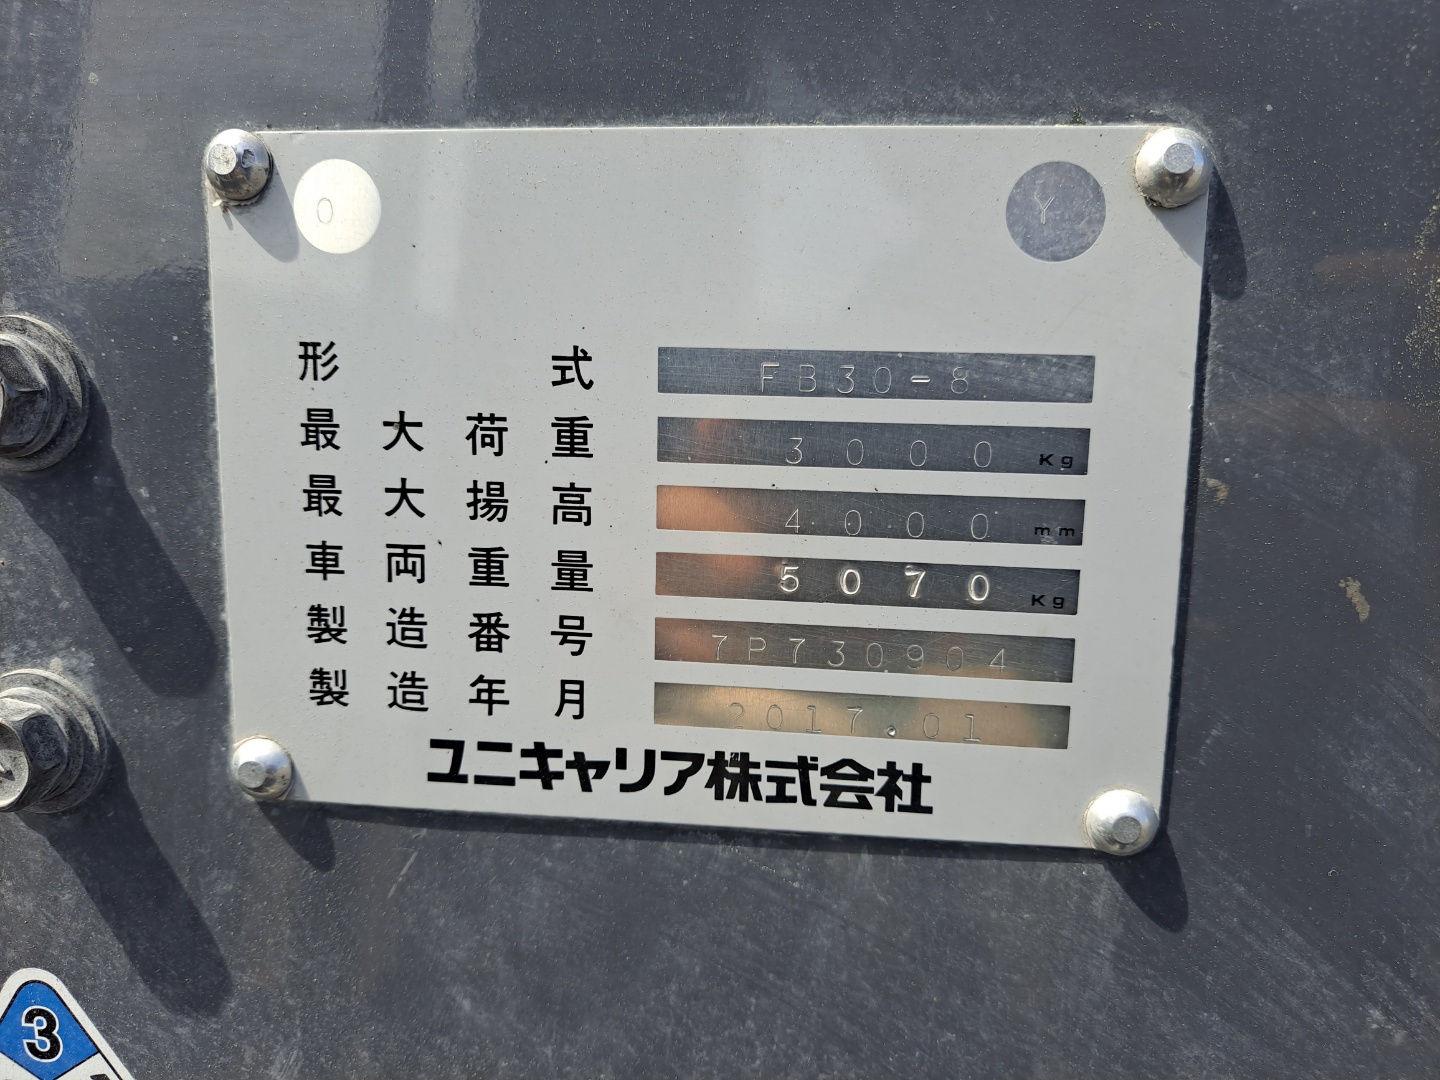 O Y
形式 FB30-8
最大荷重 3000 Kg
最大揚高 4000 mm
車両重量 5070 Kg
製造番号 7P730904
製造年月 2017.01
ユニキャリア株式会社
3